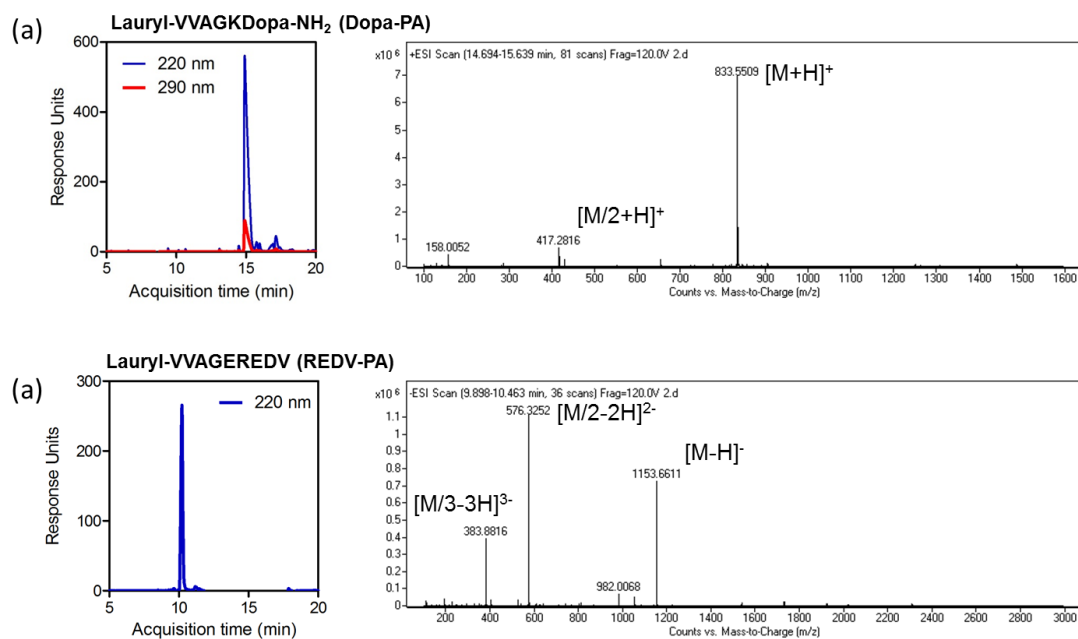 (a)
Lauryl-VVAGKDopa-NH2 (Dopa-PA)
600
400
200
0
220 nm
290 nm
Response Units
5
10
15
20
Acquisition time (min)
x10 6
+ESI Scan (14.694-15.639 min, 81 scans) Frag=120.0V 2.d
7
6
5
4
3
2
1
0
833.5509
[M+H]+
[M/2+H]+
417.2816
158.0052
100 200 300 400 500 600 700 800 900 1000 1100 1200 1300 1400 1500 1600
Counts vs. Mass-to-Charge (m/z)
(a)
Lauryl-VVAGEREDV (REDV-PA)
300
200
100
0
220 nm
Response Units
5
10
15
20
Acquisition time (min)
x10 6
-ESI Scan (9.898-10.463 min, 36 scans) Frag=120.0V 2.d
1.1
1
0.9
0.8
0.7
0.6
0.5
0.4
0.3
0.2
0.1
0
576.3252
[M/2-2H]2-
[M-H]-
1153.6611
[M/3-3H]3-
383.8816
982.0068
200 400 600 800 1000 1200 1400 1600 1800 2000 2200 2400 2600 2800 3000
Counts vs. Mass-to-Charge (m/z)